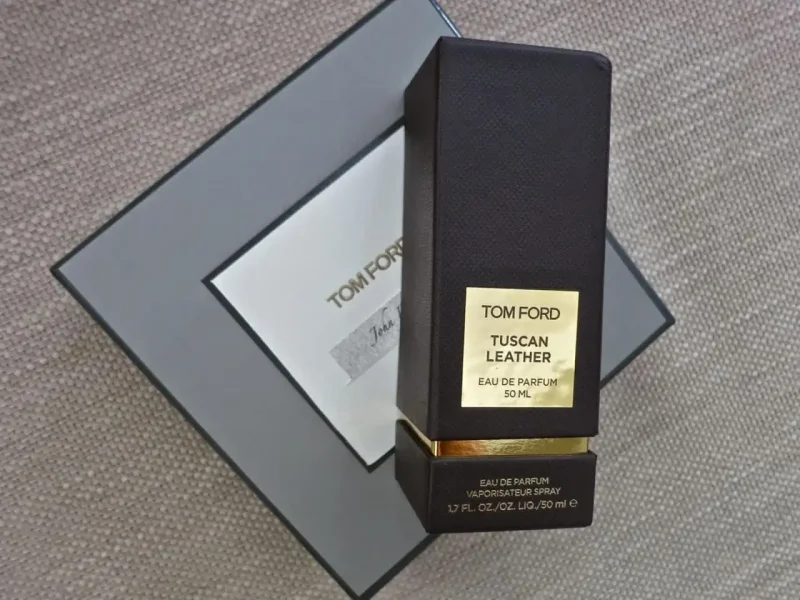 TOM FORD
John
TOM FORD
TUSCAN
LEATHER
EAU DE PARFUM
50 ML
EAU DE PARFUM
VAPORISATEUR SPRAY
1.7 FL. OZ./OZ. LIQ./50 ml e